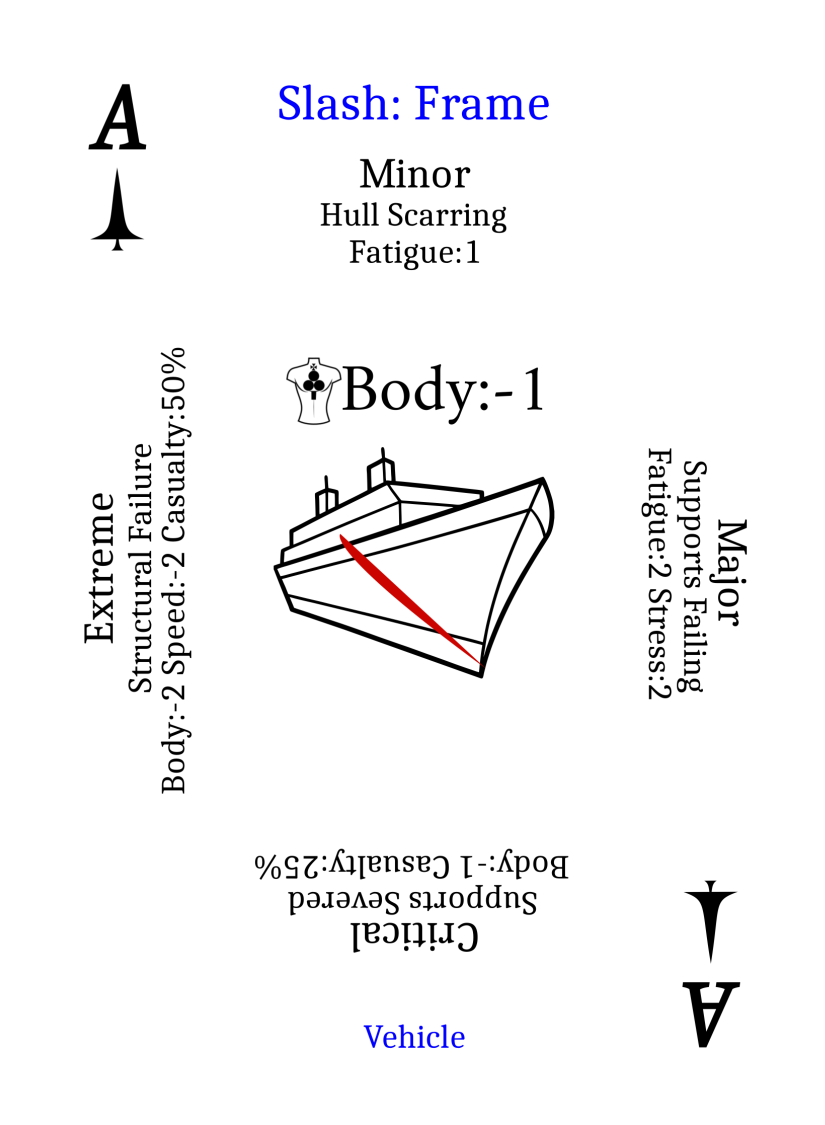 A
Slash: Frame
Minor
Hull Scarring
Fatigue:1
Body:-1
Major
Supports Failing
Fatigue:2 Stress:2
Critical
Supports Severed
Body:-1 Casualty:25%
Extreme
Structural Failure
Body:-2 Speed:-2 Casualty:50%
Vehicle
A